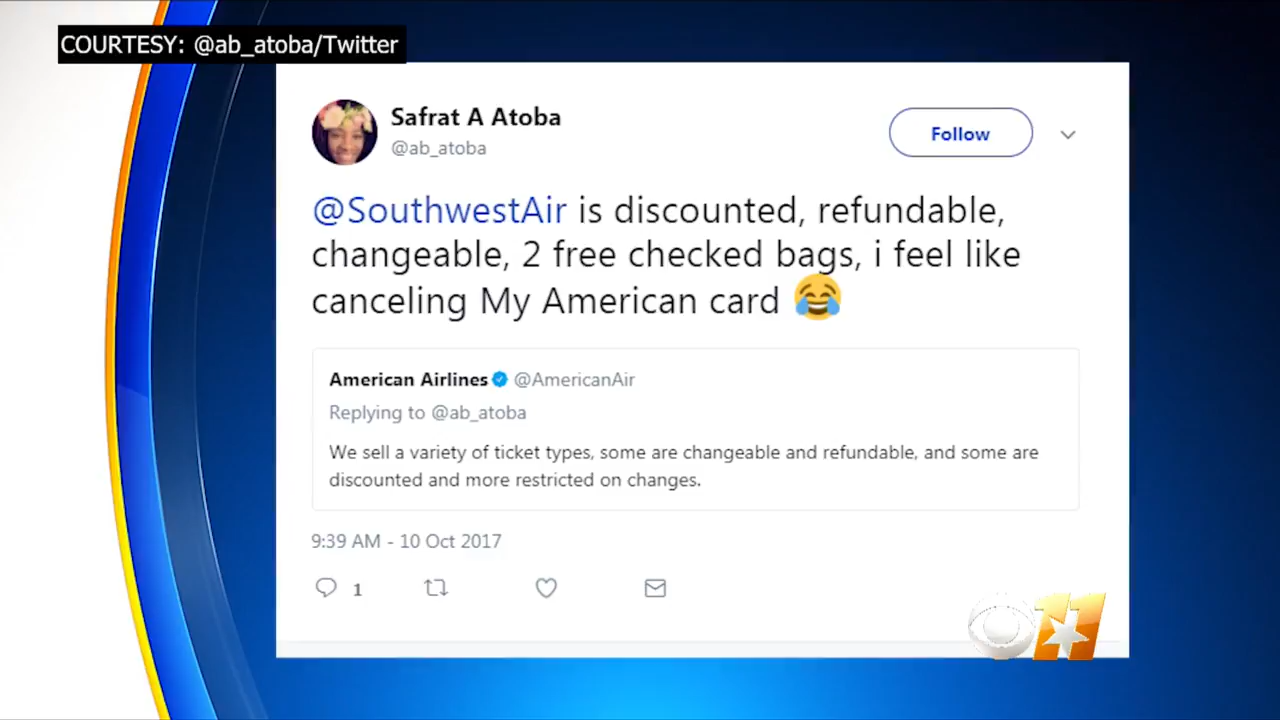 COURTESY: @ab_atoba/Twitter
Safrat A Atoba
@ab_atoba
Follow
@SouthwestAir is discounted, refundable,
changeable, 2 free checked bags, i feel like
canceling My American card 😂
American Airlines @AmericanAir
Replying to @ab_atoba
We sell a variety of ticket types, some are changeable and refundable, and some are
discounted and more restricted on changes.
9:39 AM - 10 Oct 2017
1
11